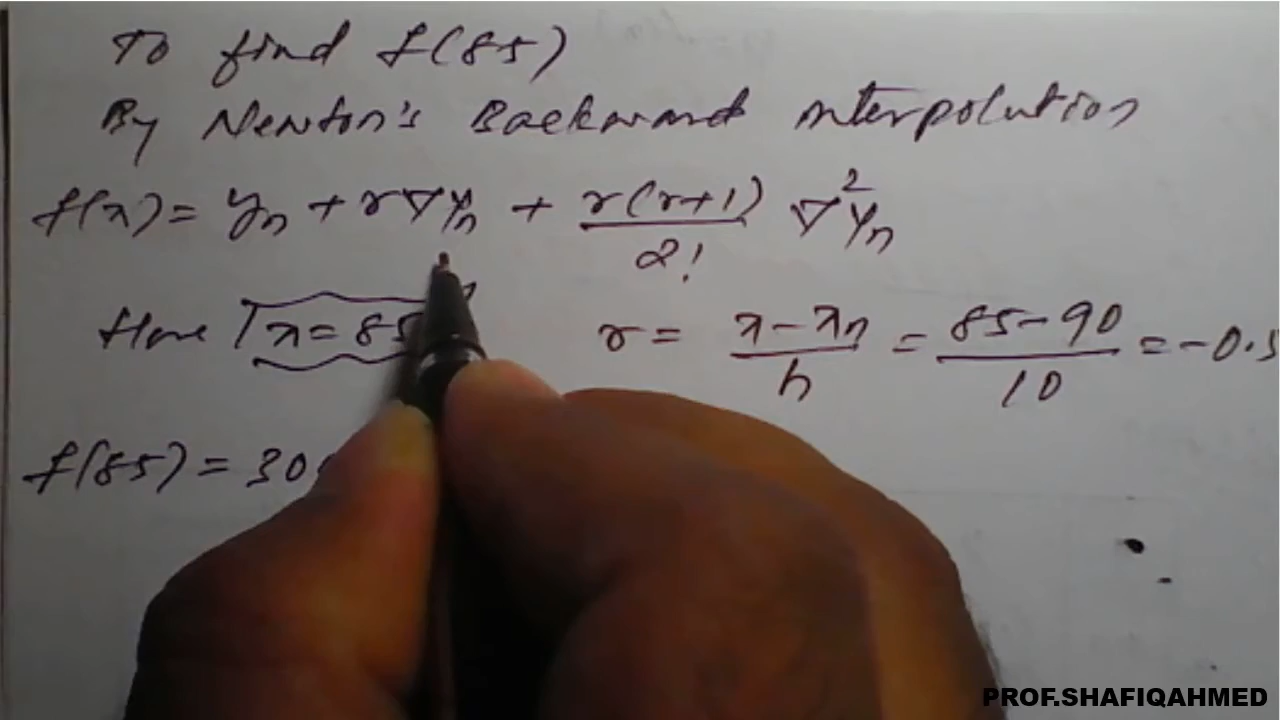 To find f(85)
By Newton's Backward interpolution
f(x) = yn + r∇yn + r(r+1)/2! ∇²yn
Here x = 85 r = x-xn/h = 85-90/10 = -0.5
f(85) = 30
PROF.SHAFIQAHMED